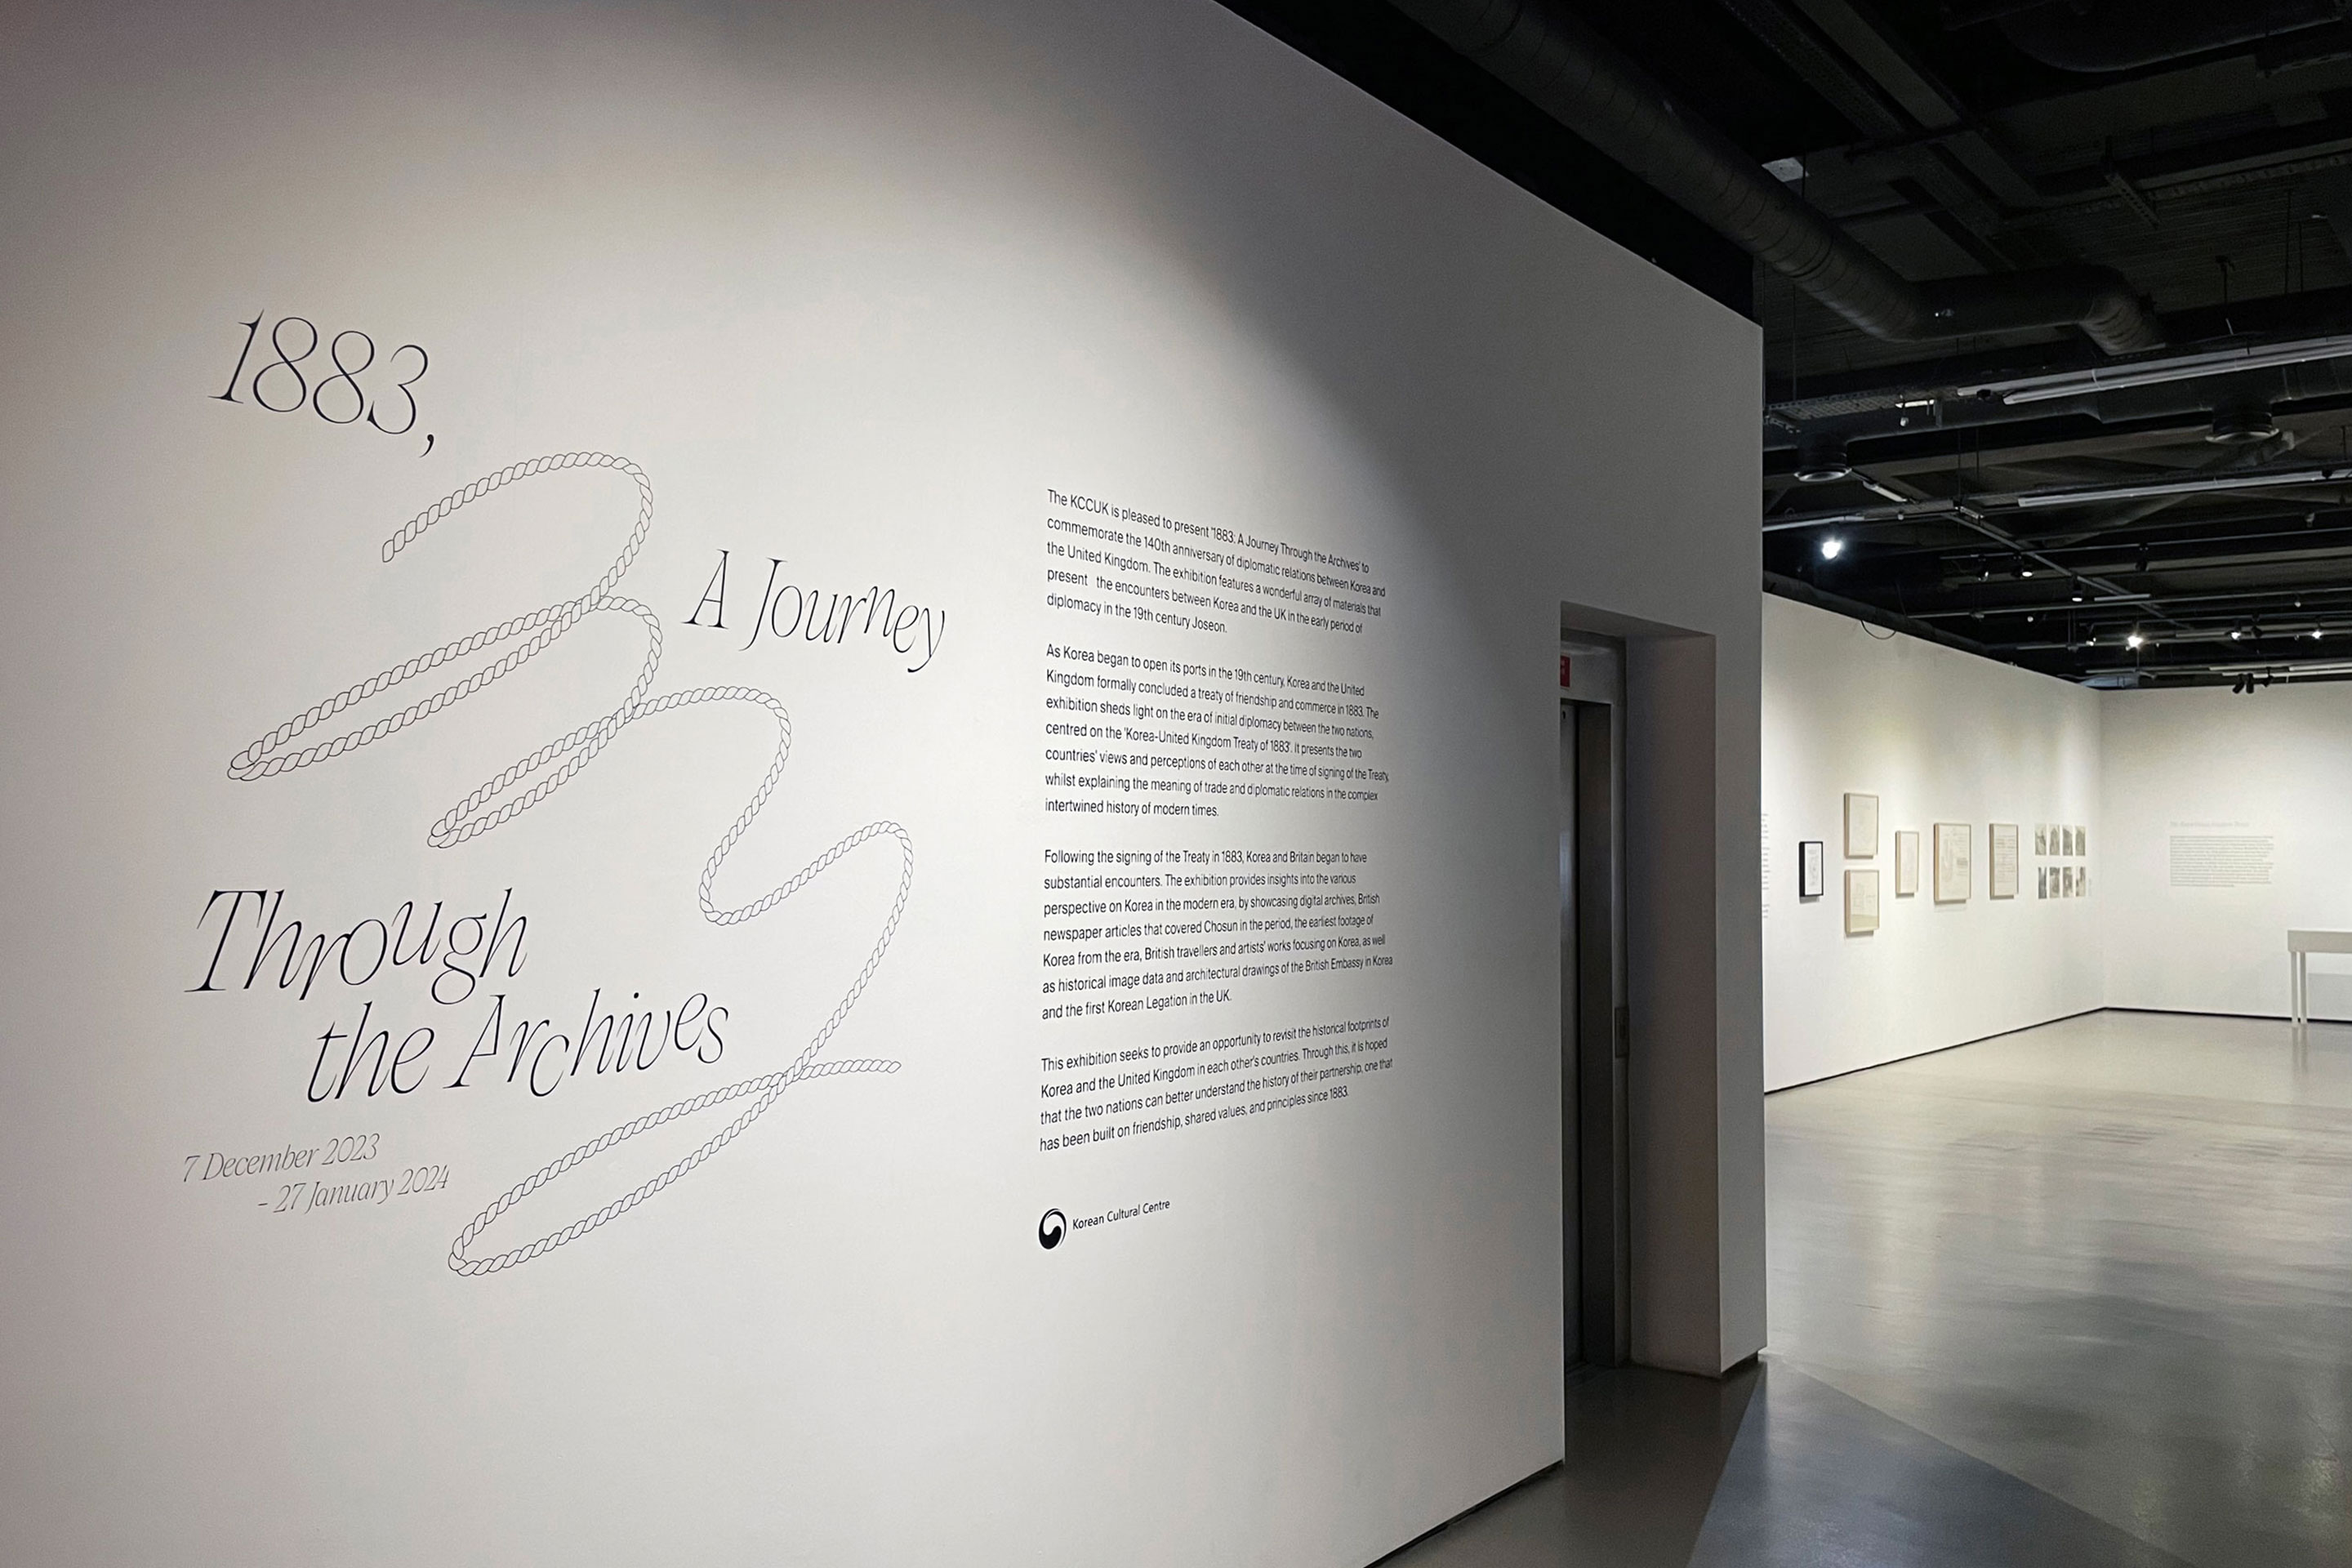 1883,
A Journey
Through
the Archives
7 December 2023
- 27 January 2024
The KCCUK is pleased to present '1883: A Journey Through the Archives' to
commemorate the 140th anniversary of diplomatic relations between Korea and
the United Kingdom. The exhibition features a wonderful array of materials that
present the encounters between Korea and the UK in the early period of
diplomacy in the 19th century Joseon.
As Korea began to open its ports in the 19th century, Korea and the United
Kingdom formally concluded a treaty of friendship and commerce in 1883. The
exhibition sheds light on the era of initial diplomacy between the two nations,
centred on the 'Korea-United Kingdom Treaty of 1883'. It presents the two
countries' views and perceptions of each other at the time of signing of the Treaty,
whilst explaining the meaning of trade and diplomatic relations in the complex
intertwined history of modern times.
Following the signing of the Treaty in 1883, Korea and Britain began to have
substantial encounters. The exhibition provides insights into the various
perspective on Korea in the modern era, by showcasing digital archives, British
newspaper articles that covered Chosun in the period, the earliest footage of
Korea from the era, British travellers and artists' works focusing on Korea, as well
as historical image data and architectural drawings of the British Embassy in Korea
and the first Korean Legation in the UK.
This exhibition seeks to provide an opportunity to revisit the historical footprints of
Korea and the United Kingdom in each other's countries. Through this, it is hoped
that the two nations can better understand the history of their partnership, one that
has been built on friendship, shared values, and principles since 1883.
Korean Cultural Centre